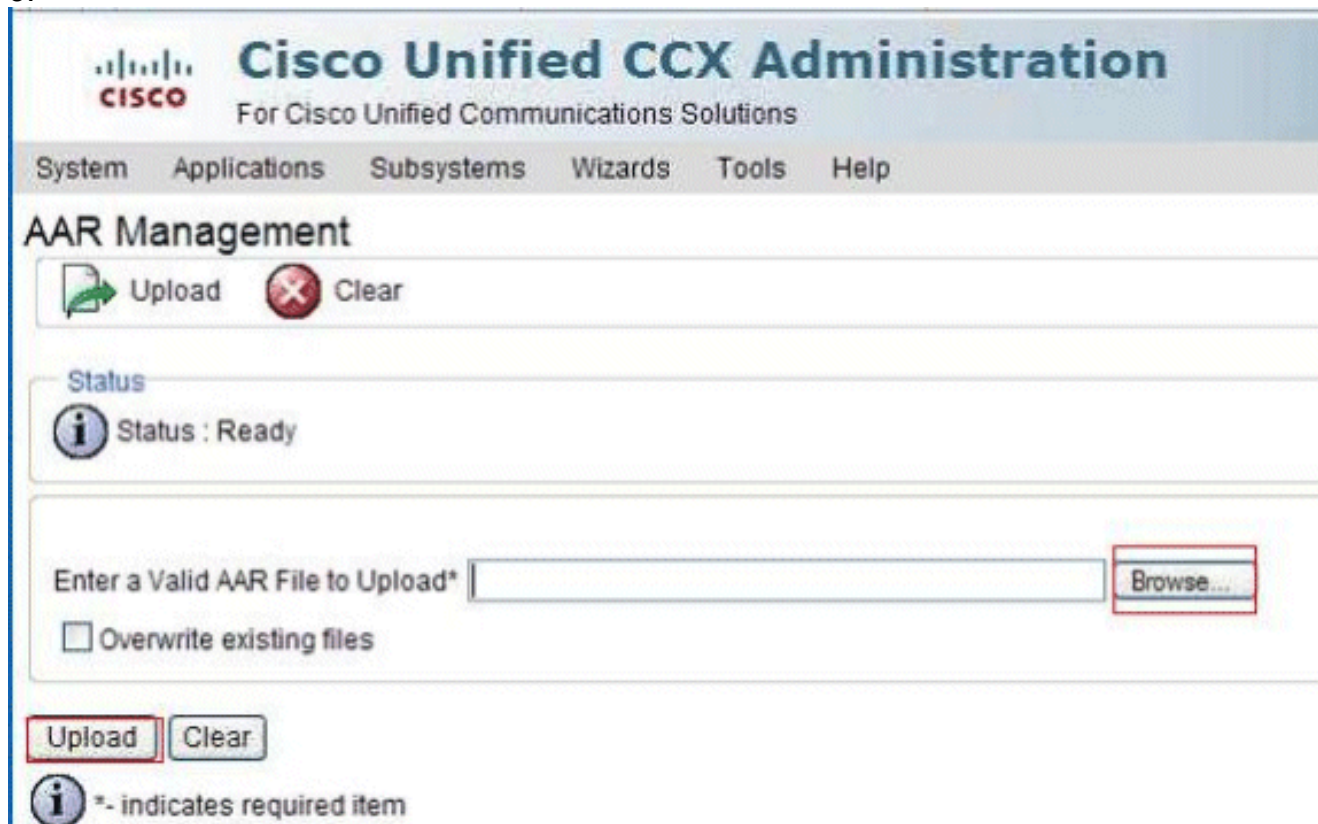 Cisco Unified CCX Administration
CISCO
For Cisco Unified Communications Solutions
System Applications Subsystems Wizards Tools Help
AAR Management
Upload Clear
Status
Status : Ready
Enter a Valid AAR File to Upload* Browse...
Overwrite existing files
Upload Clear
*- indicates required item